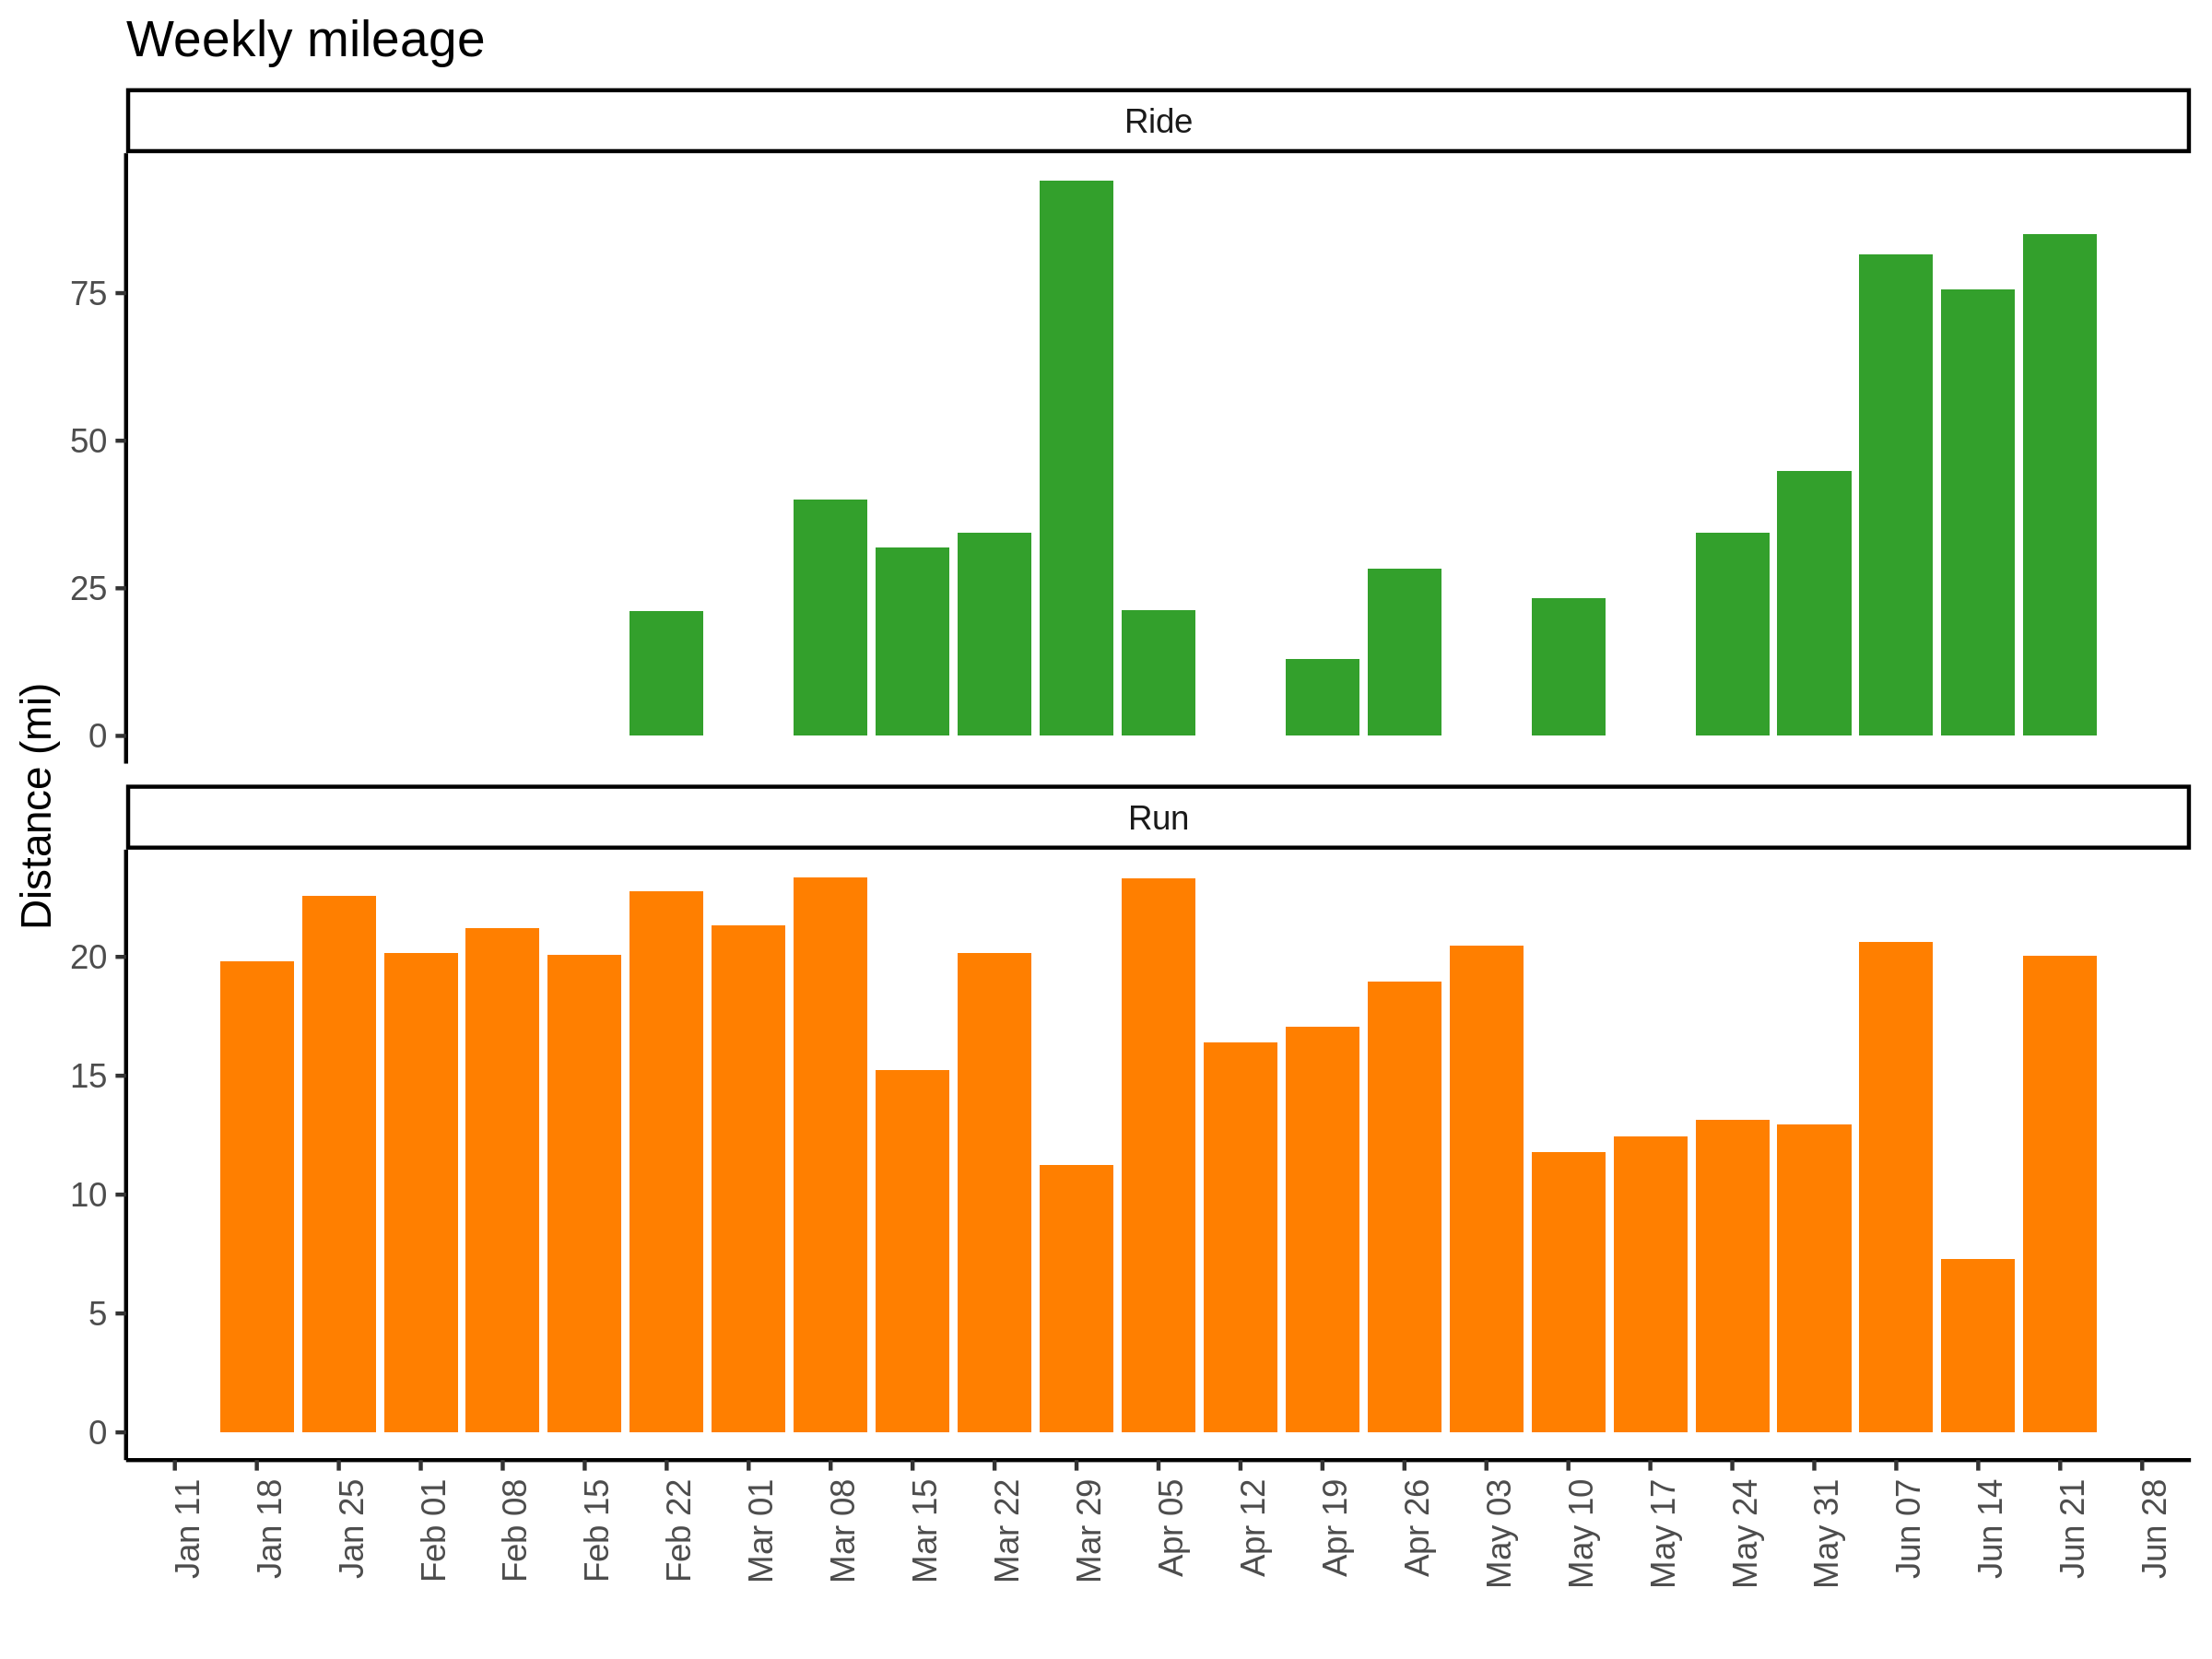 Weekly mileage
Ride
75
50
25
0
Distance (mi)
Run
20
15
10
5
0
Jan 11
Jan 18
Jan 25
Feb 01
Feb 08
Feb 15
Feb 22
Mar 01
Mar 08
Mar 15
Mar 22
Mar 29
Apr 05
Apr 12
Apr 19
Apr 26
May 03
May 10
May 17
May 24
May 31
Jun 07
Jun 14
Jun 21
Jun 28